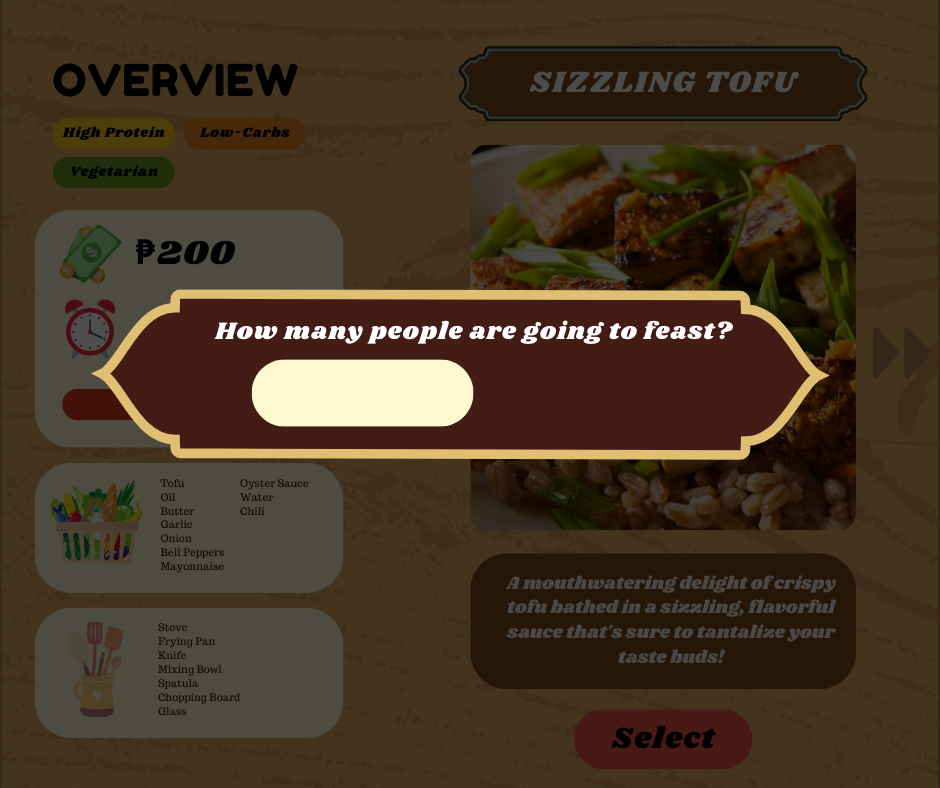 OVERVIEW
High Protein
Low-Carbs
Vegetarian
₱200
SIZZLING TOFU
How many people are going to feast?
Tofu
Oil
Butter
Garlic
Onion
Bell Peppers
Mayonnaise
Oyster Sauce
Water
Chili
Stove
Frying Pan
Knife
Mixing Bowl
Spatula
Chopping Board
Glass
A mouthwatering delight of crispy
tofu bathed in a sizzling, flavorful
sauce that's sure to tantalize your
taste buds!
Select